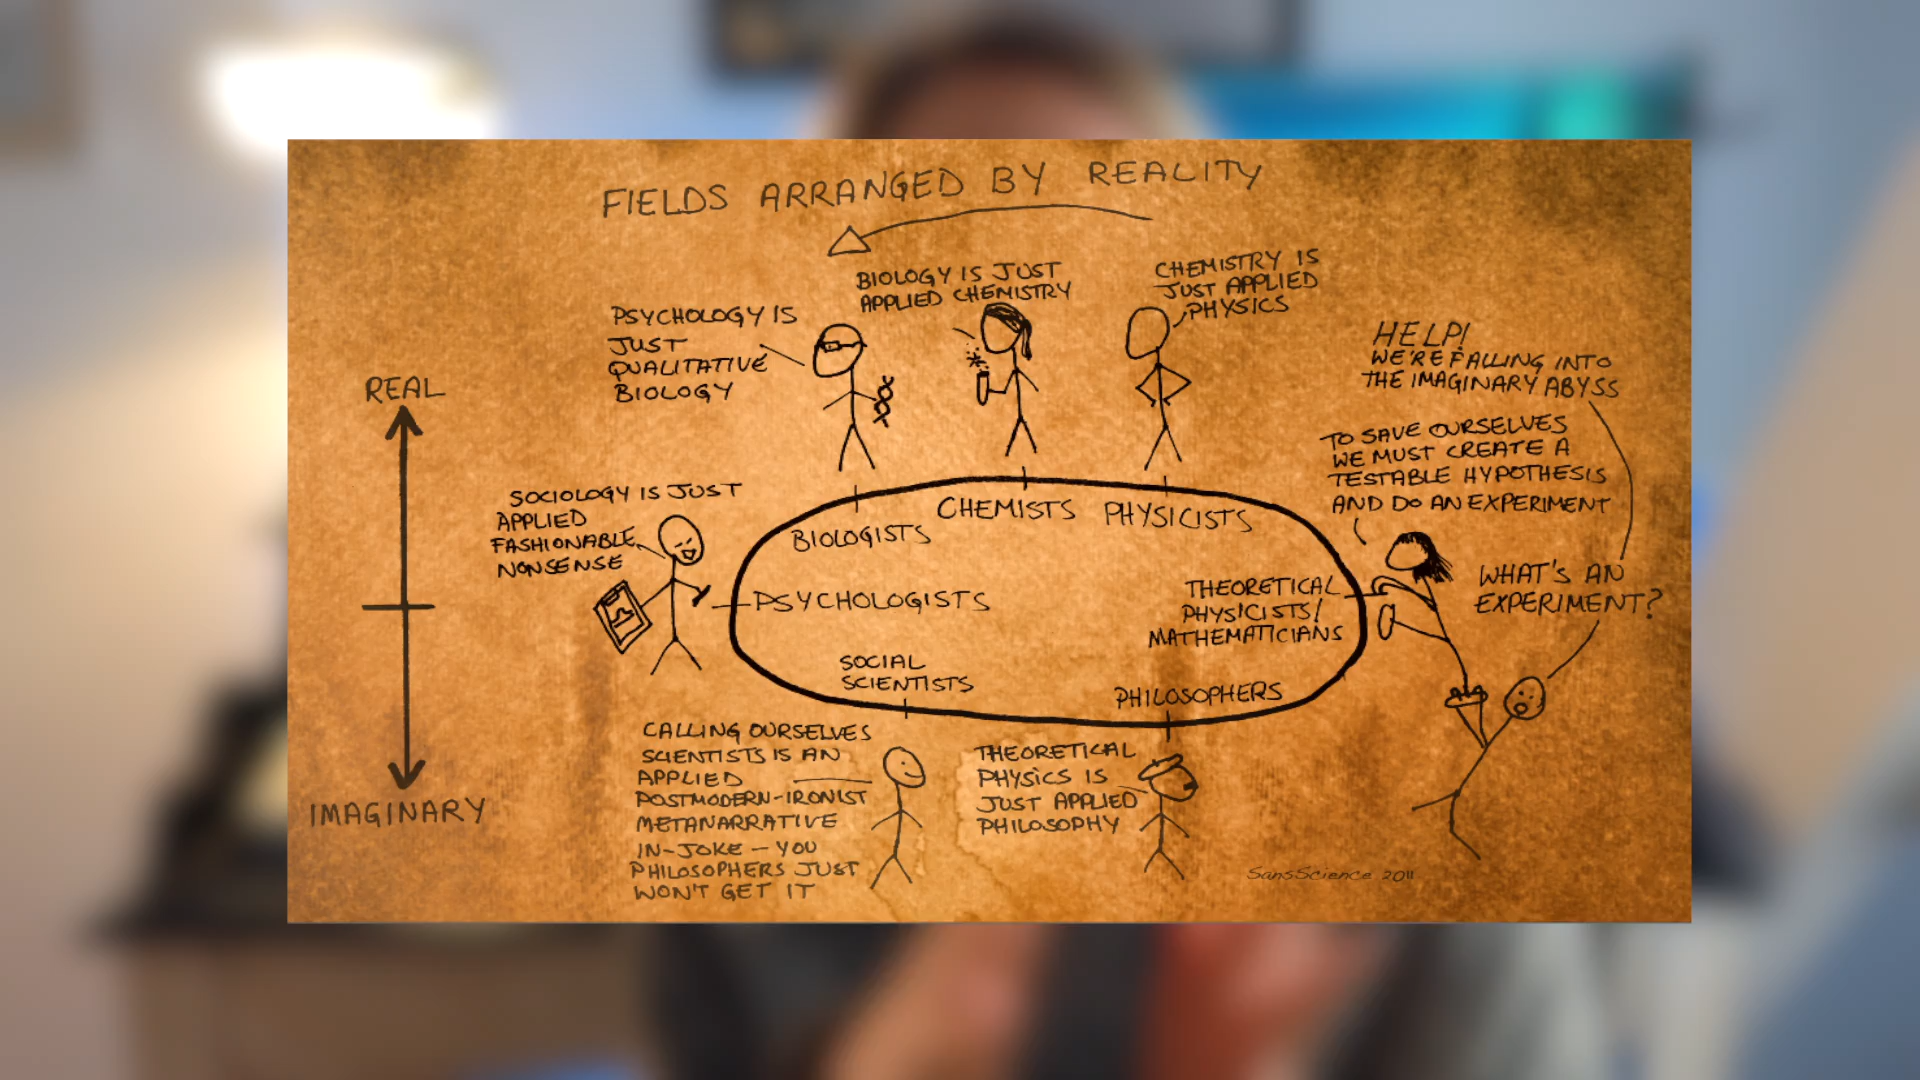 FIELDS ARRANGED BY REALITY
BIOLOGY IS JUST
APPLIED CHEMISTRY
CHEMISTRY IS
JUST APPLIED
PHYSICS
PSYCHOLOGY IS
JUST
QUALITATIVE
BIOLOGY
HELP!
WE'RE FALLING INTO
THE IMAGINARY ABYSS
REAL
TO SAVE OURSELVES
WE MUST CREATE A
TESTABLE HYPOTHESIS
AND DO AN EXPERIMENT
SOCIOLOGY IS JUST
APPLIED
FASHIONABLE
NONSENSE
BIOLOGISTS
CHEMISTS
PHYSICISTS
WHAT'S AN
EXPERIMENT?
PSYCHOLOGISTS
THEORETICAL
PHYSICISTS/
MATHEMATICIANS
SOCIAL
SCIENTISTS
PHILOSOPHERS
IMAGINARY
CALLING OURSELVES
SCIENTISTS IS AN
APPLIED
POSTMODERN-IRONIST
METANARRATIVE
IN-JOKE – YOU
PHILOSOPHERS JUST
WON'T GET IT
THEORETICAL
PHYSICS IS
JUST APPLIED
PHILOSOPHY
SansScience 2011